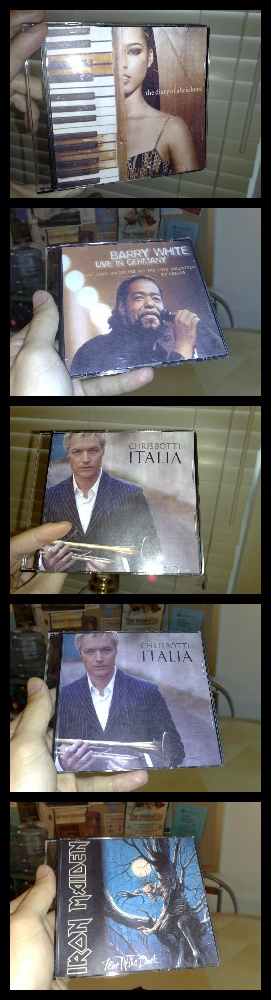 the diary of alicia keys
BARRY WHITE
LIVE IN GERMANY
CHRIS BOTTI
ITALIA
CHRIS BOTTI
ITALIA
IRON MAIDEN
Fear Of The Dark